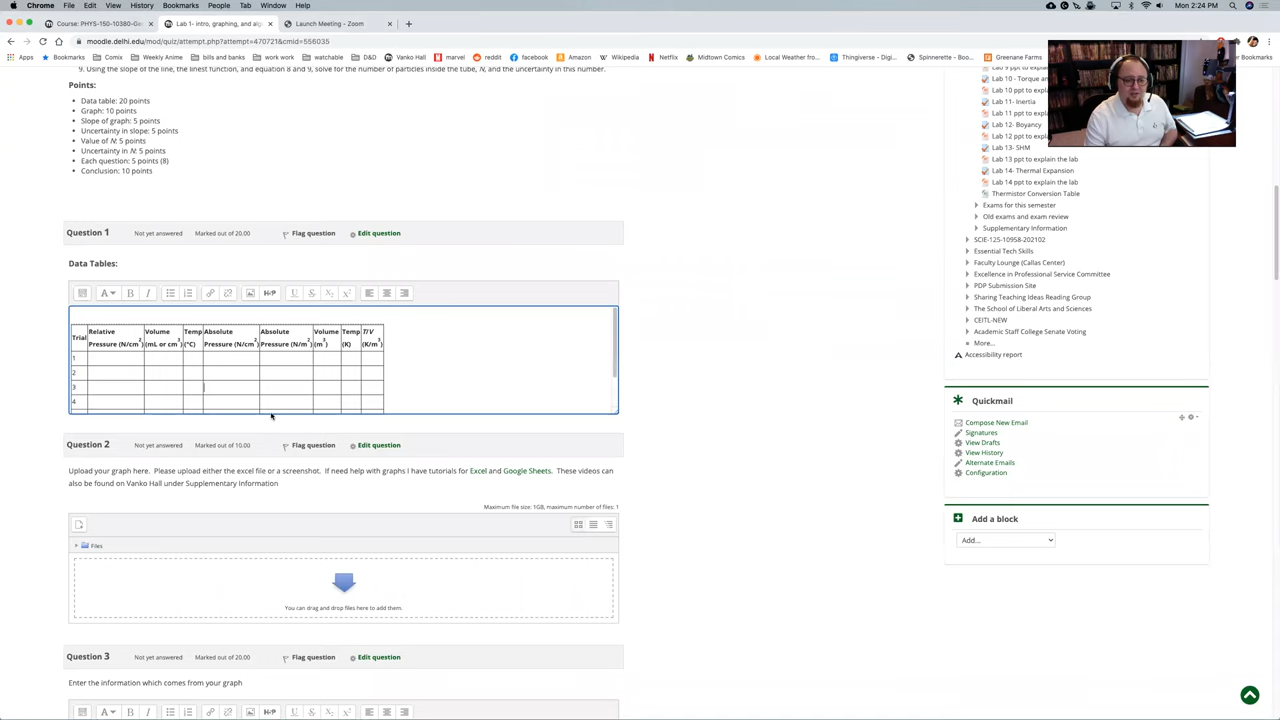 Chrome File Edit View History Bookmarks People Tab Window Help
Mon 2:24 PM
Course: PHYS-150-10380-Ge
Lab 1- intro, graphing, and alg
Launch Meeting - Zoom
moodle.delhi.edu/mod/quiz/attempt.php?attempt=470721&cmid=556035
Apps Bookmarks Comix Weekly Anime bills and banks work work watchable D&D Vanko Hall marvel reddit facebook Amazon Wikipedia Netflix Midtown Comics Local Weather fro... Thingiverse - Digi... Spinnerette - Boo... Greenane Farms Bookmarks
9. Using the slope of the line, the linest function, and equation 8 and 9, solve for the number of particles inside the tube, N, and the uncertainty in this number.
Points:
Data table: 20 points
Graph: 10 points
Slope of graph: 5 points
Uncertainty in slope: 5 points
Value of N: 5 points
Uncertainty in N: 5 points
Each question: 5 points (8)
Conclusion: 10 points
Question 1 Not yet answered Marked out of 20.00 Flag question Edit question
Data Tables:
Trial Relative Pressure (N/cm2) Volume (mL or cm3) Temp (°C) Absolute Pressure (N/cm2) Absolute Pressure (N/m2) Volume (m3) Temp (K) T/V (K/m3)
1
2
3
4
Question 2 Not yet answered Marked out of 10.00 Flag question Edit question
Upload your graph here. Please upload either the excel file or a screenshot. If need help with graphs I have tutorials for Excel and Google Sheets. These videos can
also be found on Vanko Hall under Supplementary Information
Maximum file size: 1GB, maximum number of files: 1
Files
You can drag and drop files here to add them.
Question 3 Not yet answered Marked out of 20.00 Flag question Edit question
Enter the information which comes from your graph
Lab 9 ppt to expla
Lab 10 - Torque an
Lab 10 ppt to expl
Lab 11- Inertia
Lab 11 ppt to expl
Lab 12- Boyancy
Lab 12 ppt to expl
Lab 13- SHM
Lab 13 ppt to explain the lab
Lab 14- Thermal Expansion
Lab 14 ppt to explain the lab
Thermistor Conversion Table
Exams for this semester
Old exams and exam review
Supplementary Information
SCIE-125-10958-202102
Essential Tech Skills
Faculty Lounge (Callas Center)
Excellence in Professional Service Committee
PDP Submission Site
Sharing Teaching Ideas Reading Group
The School of Liberal Arts and Sciences
CEITL-NEW
Academic Staff College Senate Voting
More...
Accessibility report
Quickmail
Compose New Email
Signatures
View Drafts
View History
Alternate Emails
Configuration
Add a block
Add...